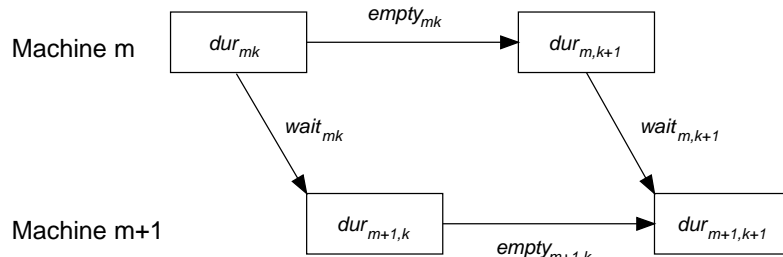 empty_mk
Machine m dur_mk dur_m,k+1
wait_mk wait_m,k+1
Machine m+1 dur_m+1,k dur_m+1,k+1
empty_m+1,k